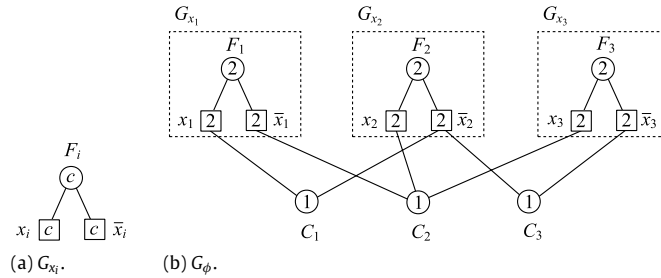 G_{x_1} G_{x_2} G_{x_3}
F_1 F_2 F_3
2 2 2
x_1 2 2 x̄_1 x_2 2 2 x̄_2 x_3 2 2 x̄_3
F_i
c
1 1 1
x_i c c x̄_i
C_1 C_2 C_3
(a) G_{x_i}. (b) G_ϕ.